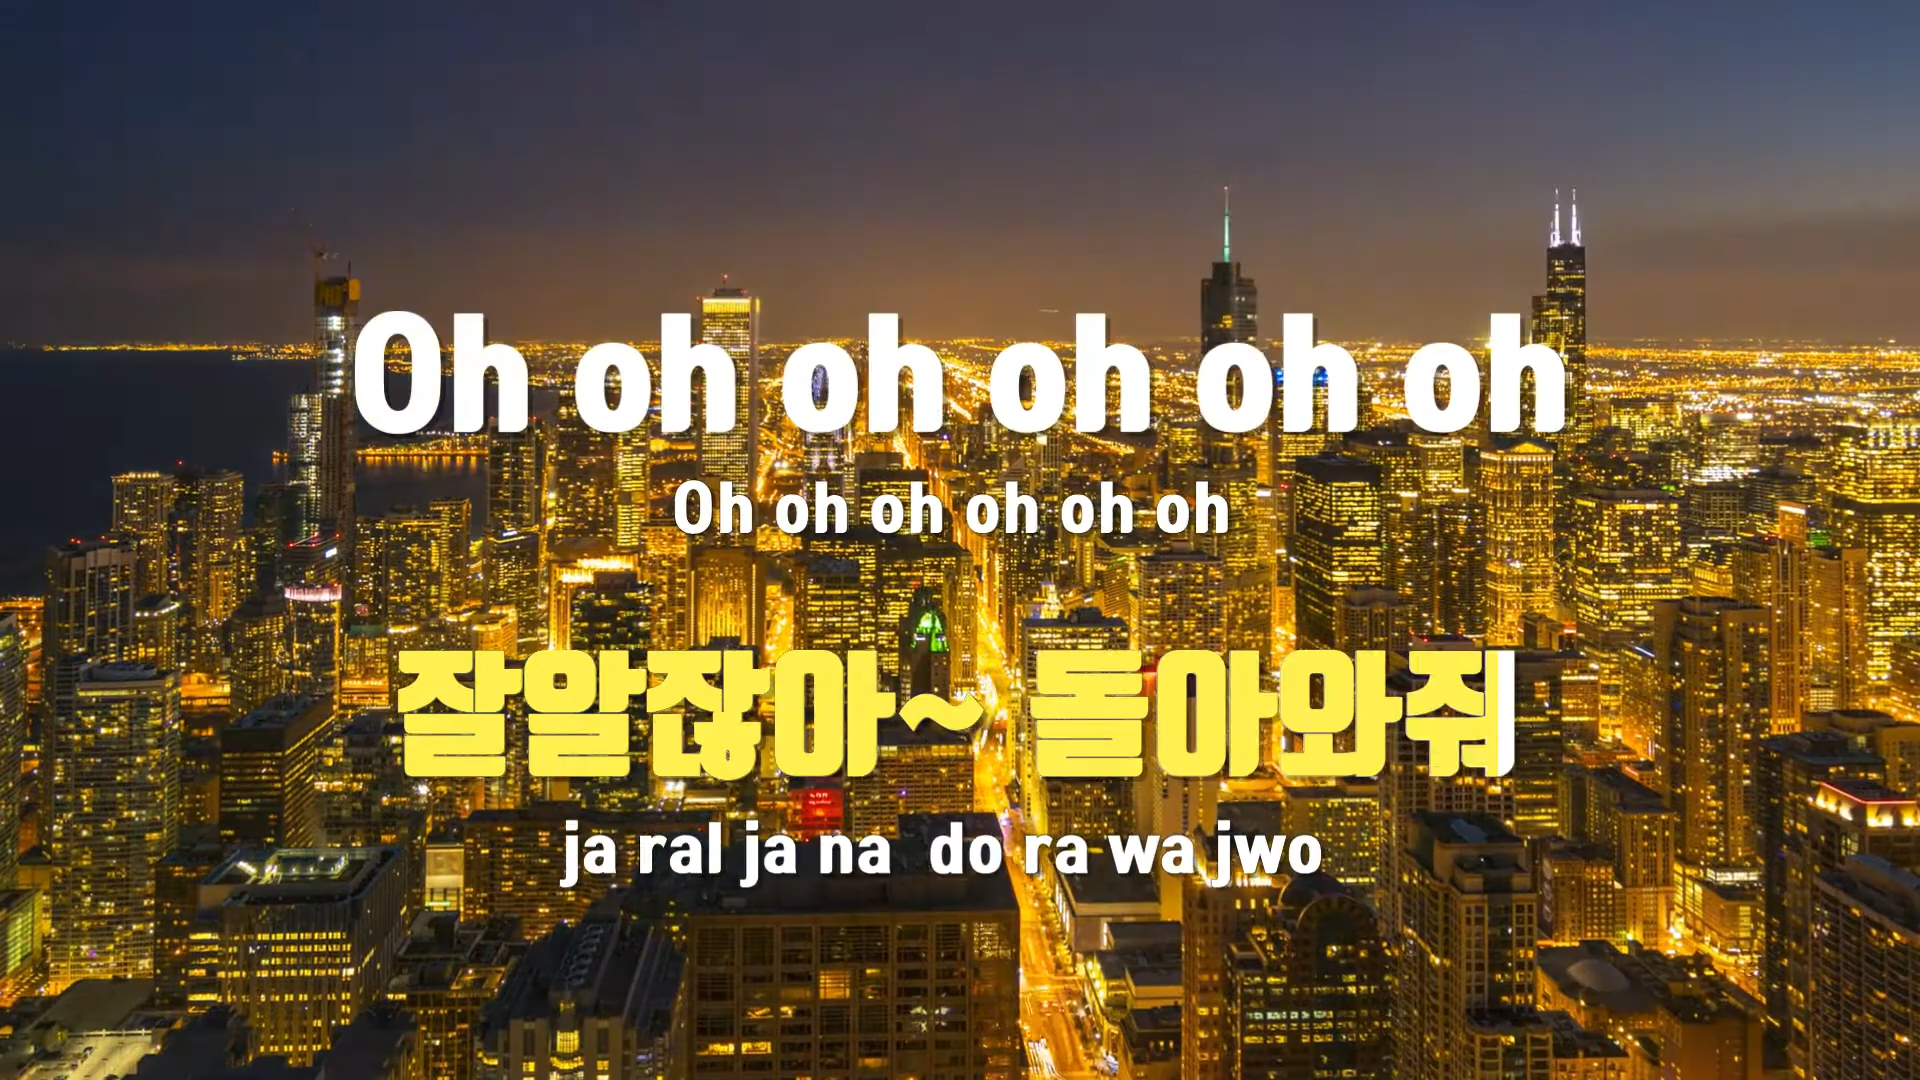 Oh oh oh oh oh oh
Oh oh oh oh oh oh
잘알잖아~ 돌아와줘
ja ral ja na do ra wa jwo